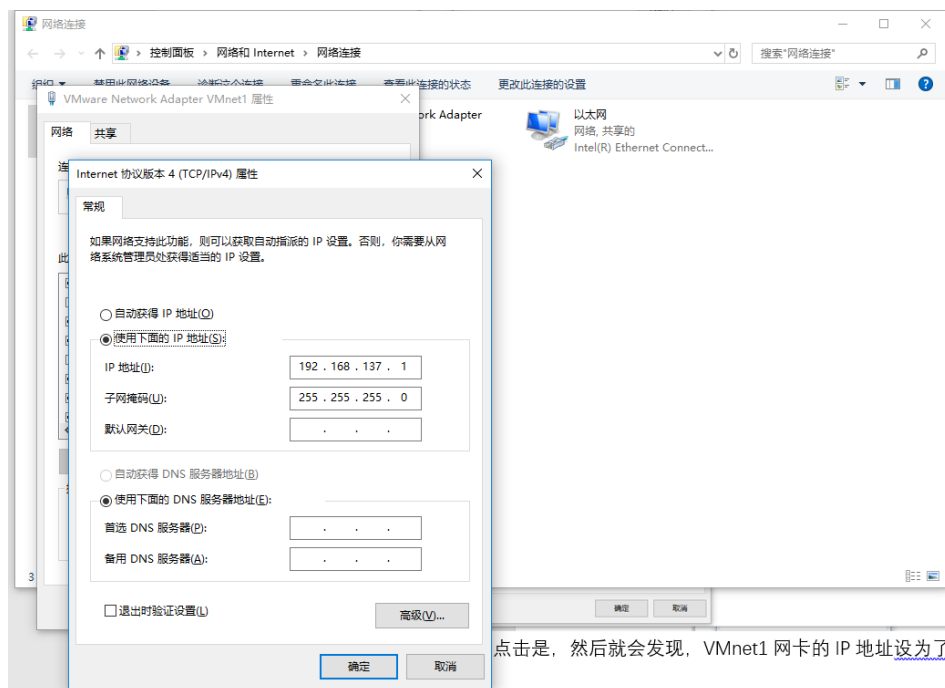 网络连接
控制面板 › 网络和 Internet › 网络连接
搜索"网络连接"
组织 禁用此网络设备 诊断这个连接 重命名此连接 查看此连接的状态 更改此连接的设置
VMware Network Adapter VMnet1 属性
ork Adapter
以太网
网络, 共享的
Intel(R) Ethernet Connect...
网络 共享
连
Internet 协议版本 4 (TCP/IPv4) 属性
常规
如果网络支持此功能，则可以获取自动指派的 IP 设置。否则，你需要从网
络系统管理员处获得适当的 IP 设置。
此
自动获得 IP 地址(O)
使用下面的 IP 地址(S):
IP 地址(I): 192 . 168 . 137 . 1
子网掩码(U): 255 . 255 . 255 . 0
默认网关(D): . . .
自动获得 DNS 服务器地址(B)
使用下面的 DNS 服务器地址(E):
首选 DNS 服务器(P): . . .
备用 DNS 服务器(A): . . .
3
退出时验证设置(L)
高级(V)...
确定 取消
点击是，然后就会发现，VMnet1 网卡的 IP 地址设为了
确定 取消